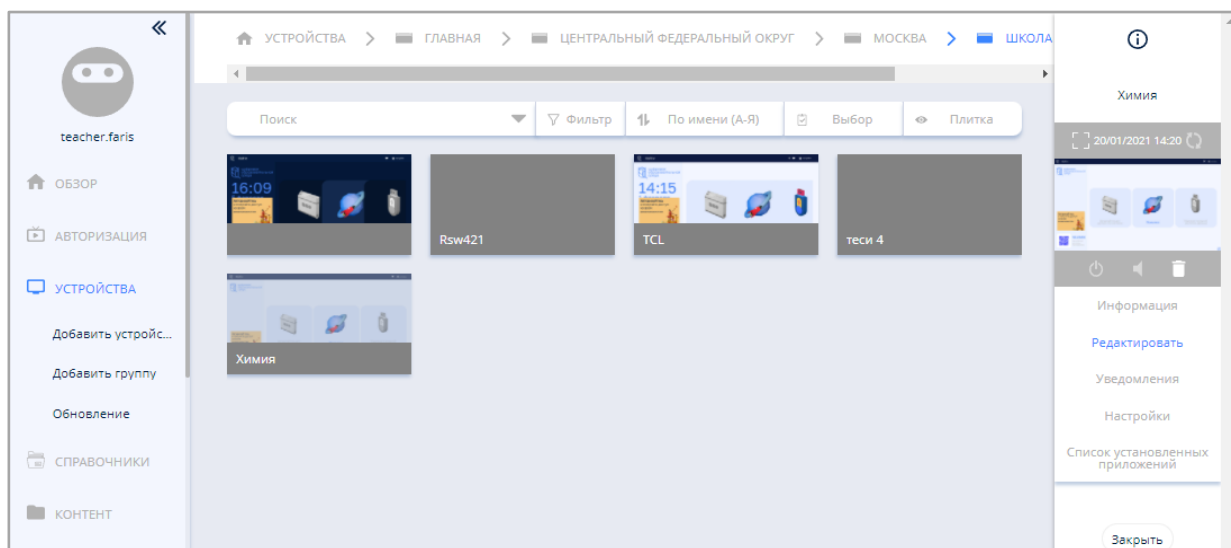 teacher.faris
ОБЗОР
АВТОРИЗАЦИЯ
УСТРОЙСТВА
Добавить устройс...
Добавить группу
Обновление
СПРАВОЧНИКИ
КОНТЕНТ
УСТРОЙСТВА ГЛАВНАЯ ЦЕНТРАЛЬНЫЙ ФЕДЕРАЛЬНЫЙ ОКРУГ МОСКВА ШКОЛА
Поиск Фильтр По имени (А-Я) Выбор Плитка
16:09
Rsw421
14:15
TCL
теси 4
Химия
Химия
20/01/2021 14:20
Информация
Редактировать
Уведомления
Настройки
Список установленных
приложений
Закрыть